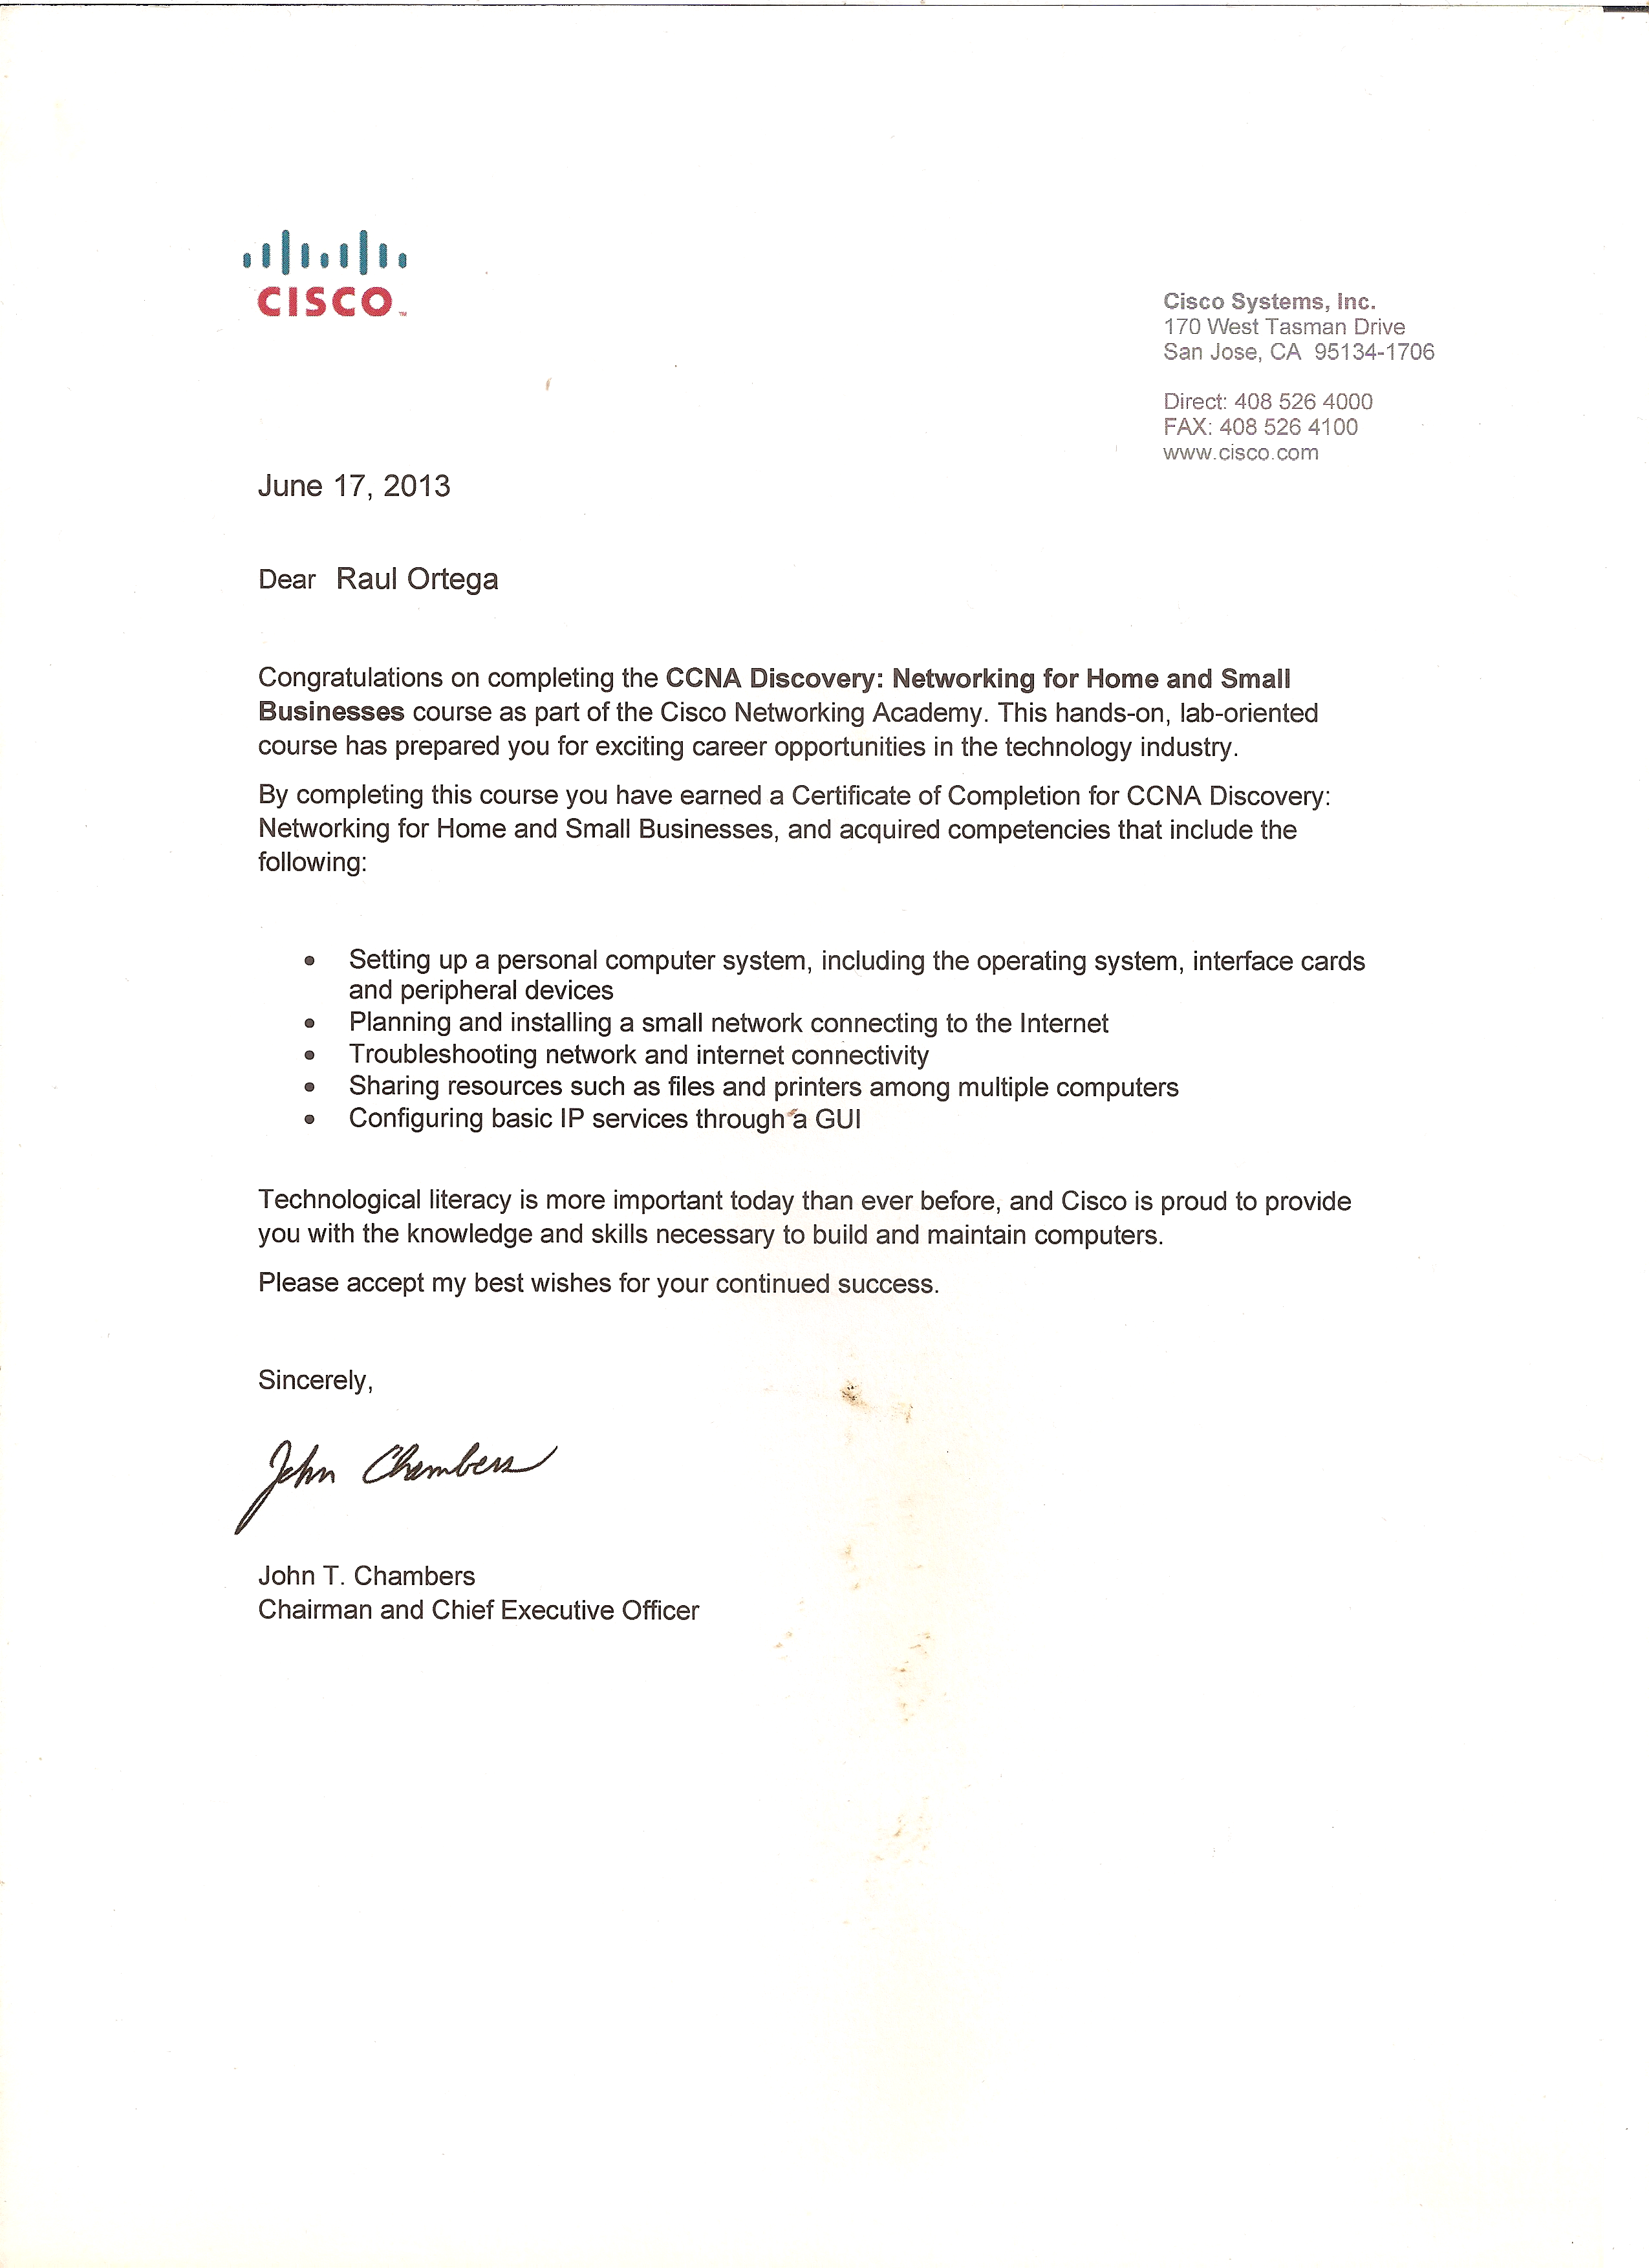 CISCO™
Cisco Systems, Inc.
170 West Tasman Drive
San Jose, CA 95134-1706
Direct: 408 526 4000
FAX: 408 526 4100
www.cisco.com
June 17, 2013
Dear Raul Ortega
Congratulations on completing the CCNA Discovery: Networking for Home and Small
Businesses course as part of the Cisco Networking Academy. This hands-on, lab-oriented
course has prepared you for exciting career opportunities in the technology industry.
By completing this course you have earned a Certificate of Completion for CCNA Discovery:
Networking for Home and Small Businesses, and acquired competencies that include the
following:
• Setting up a personal computer system, including the operating system, interface cards
and peripheral devices
• Planning and installing a small network connecting to the Internet
• Troubleshooting network and internet connectivity
• Sharing resources such as files and printers among multiple computers
• Configuring basic IP services through a GUI
Technological literacy is more important today than ever before, and Cisco is proud to provide
you with the knowledge and skills necessary to build and maintain computers.
Please accept my best wishes for your continued success.
Sincerely,
John Chambers
John T. Chambers
Chairman and Chief Executive Officer